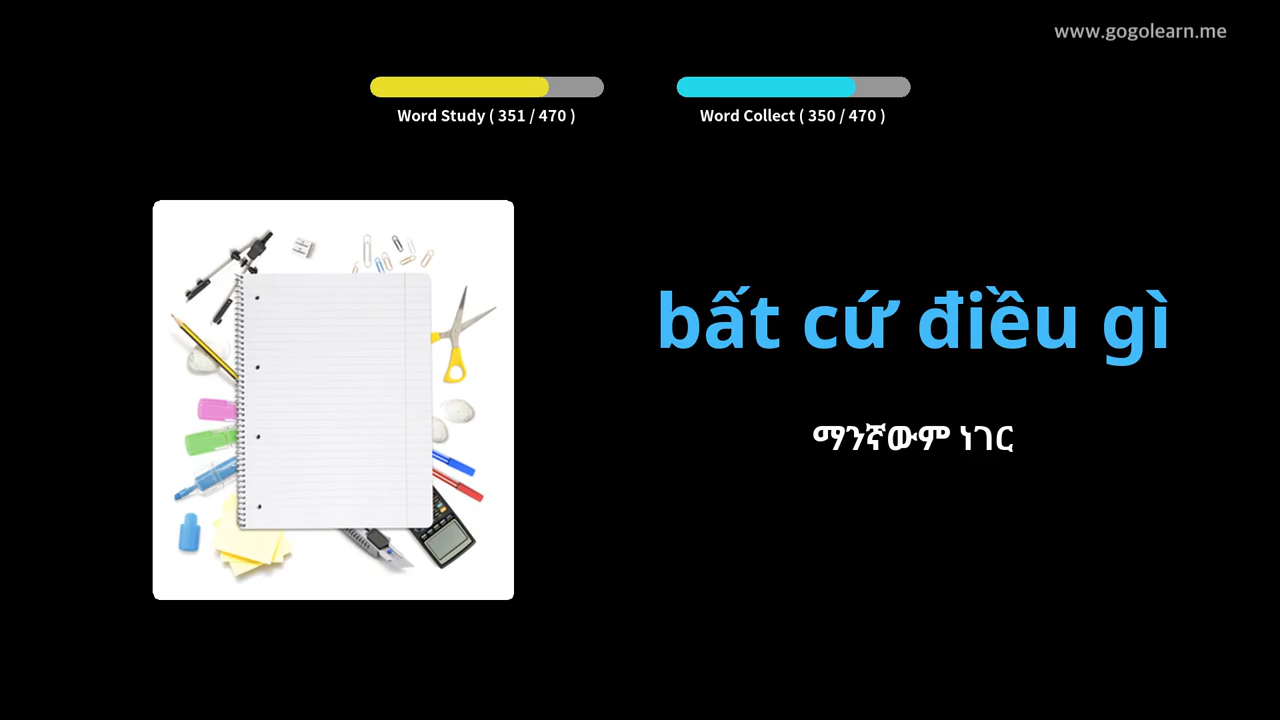 www.gogolearn.me
Word Study ( 351 / 470 )
Word Collect ( 350 / 470 )
bất cứ điều gì
ማንኛውም ነገር